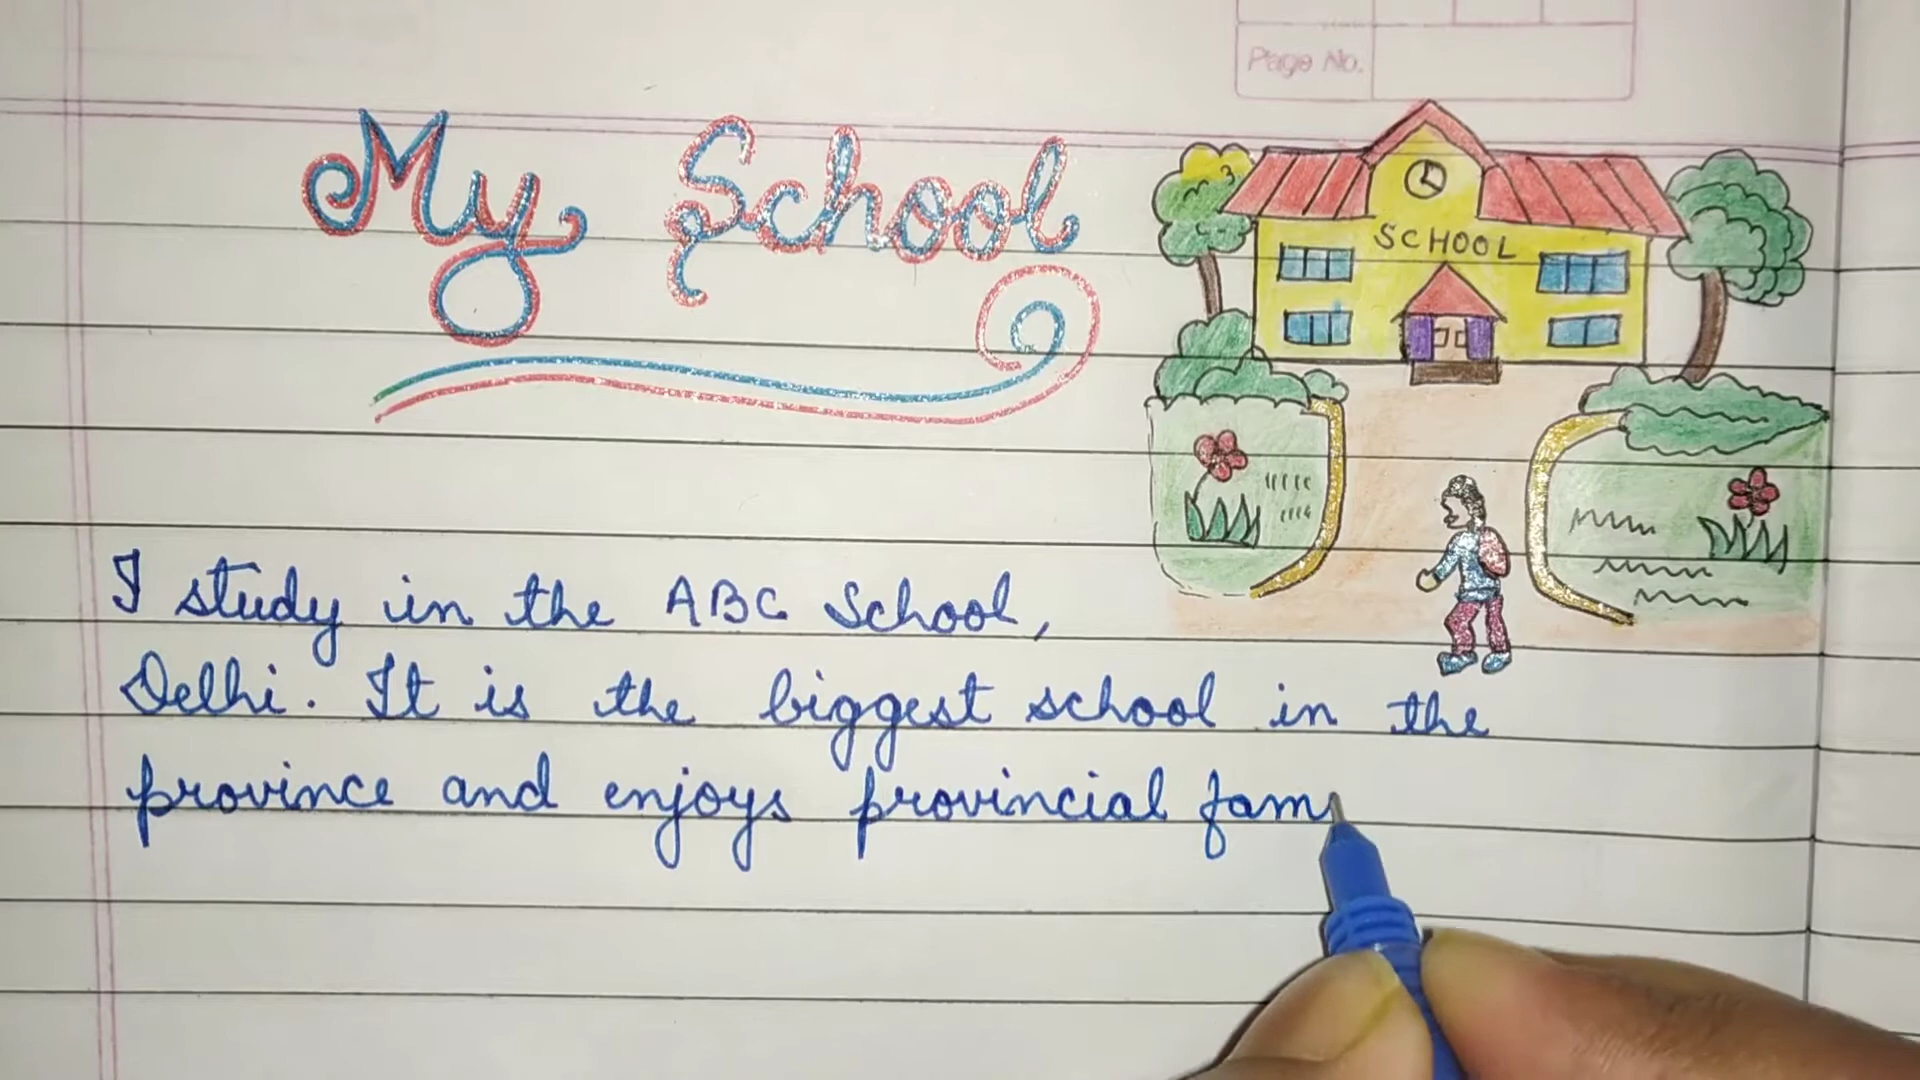 Page No.
My School
SCHOOL
I study in the ABC School,
Delhi. It is the biggest school in the
province and enjoys provincial fam